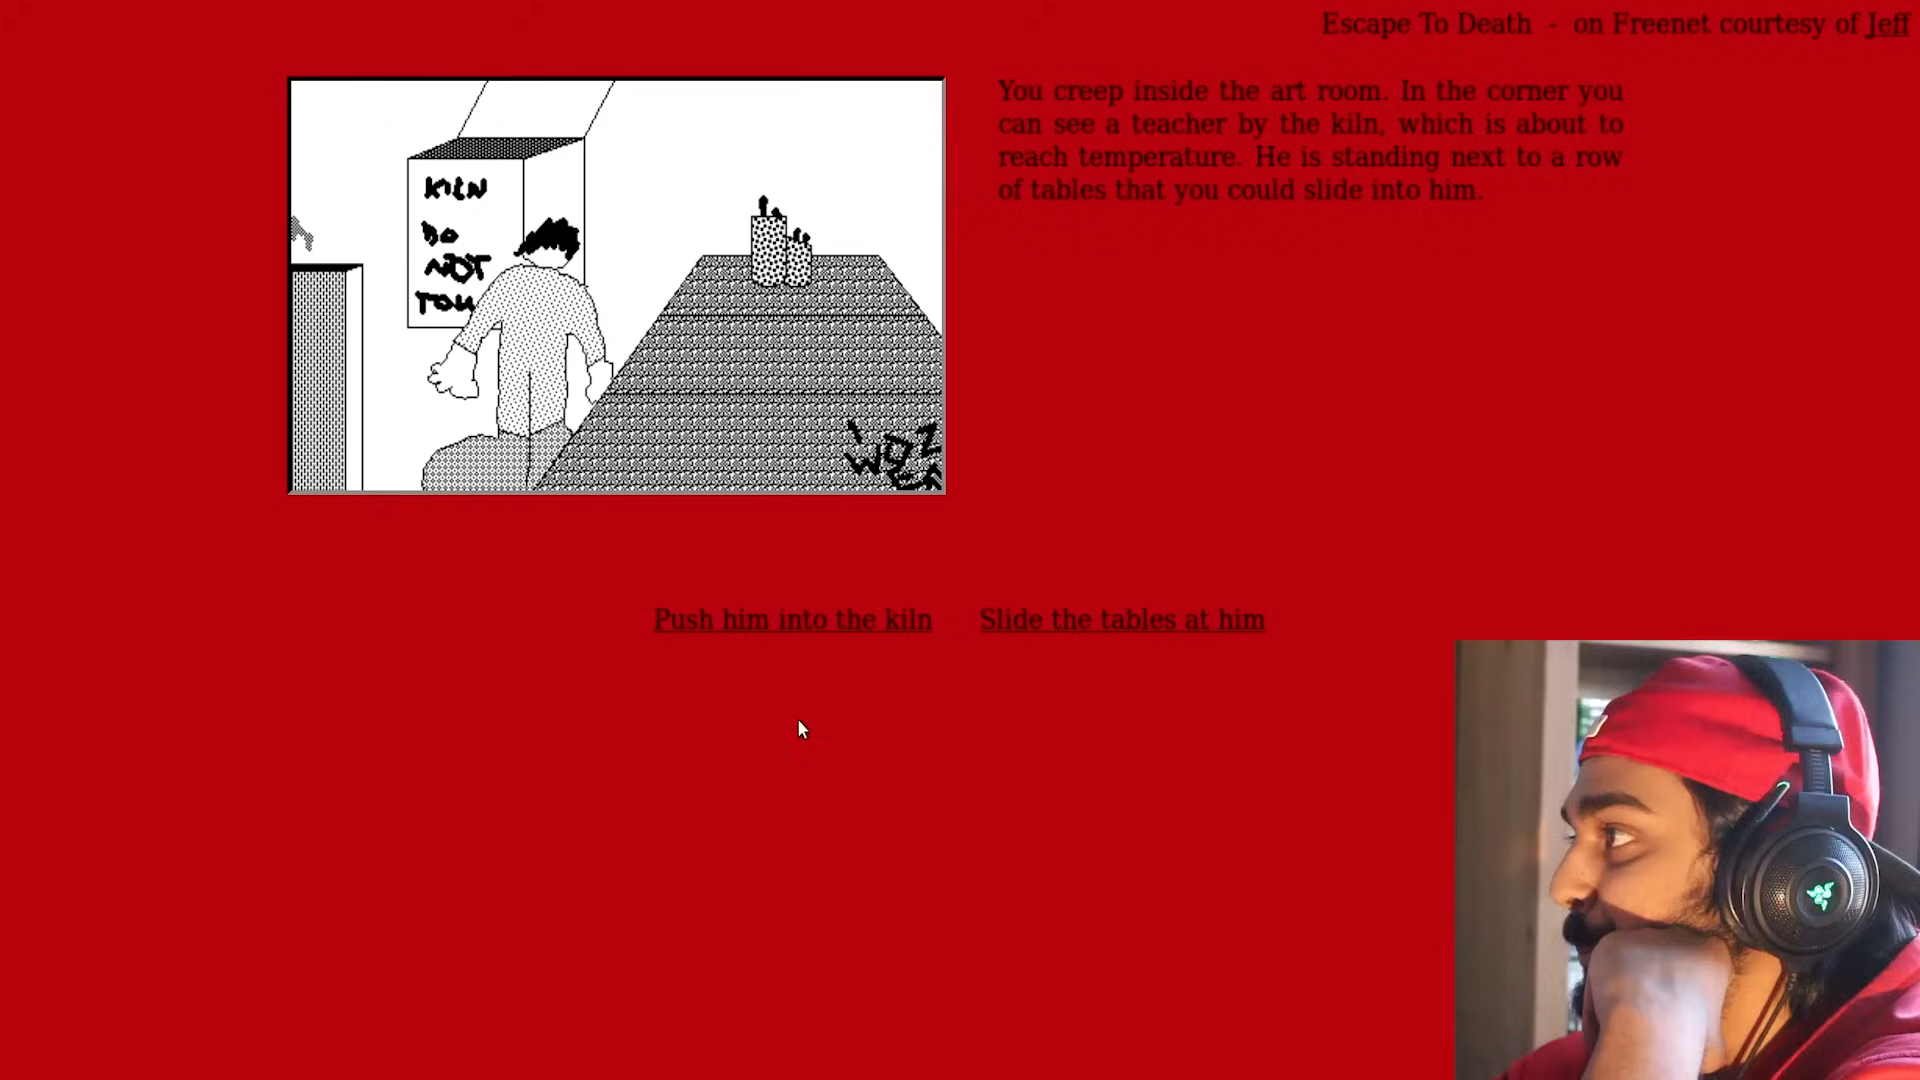 Escape To Death - on Freenet courtesy of Jeff
You creep inside the art room. In the corner you
can see a teacher by the kiln, which is about to
reach temperature. He is standing next to a row
of tables that you could slide into him.
KILN
DO
NOT
TOU
I
Push him into the kiln
Slide the tables at him